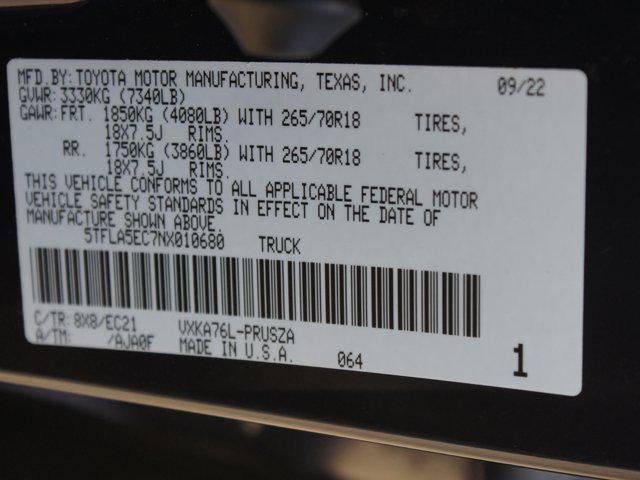 MFD.BY:TOYOTA MOTOR MANUFACTURING, TEXAS, INC. 09/22
GVWR:3330KG (7340LB)
GAWR:FRT. 1850KG (4080LB) WITH 265/70R18 TIRES,
18X7.5J RIMS.
RR. 1750KG (3860LB) WITH 265/70R18 TIRES,
18X7.5J RIMS.
THIS VEHICLE CONFORMS TO ALL APPLICABLE FEDERAL MOTOR
VEHICLE SAFETY STANDARDS IN EFFECT ON THE DATE OF
MANUFACTURE SHOWN ABOVE.
5TFLA5EC7NX010680 TRUCK
C/TR:8X8/EC21 VXKA76L-PRUSZA
A/TM: /AJA0F MADE IN U.S.A. 064 1